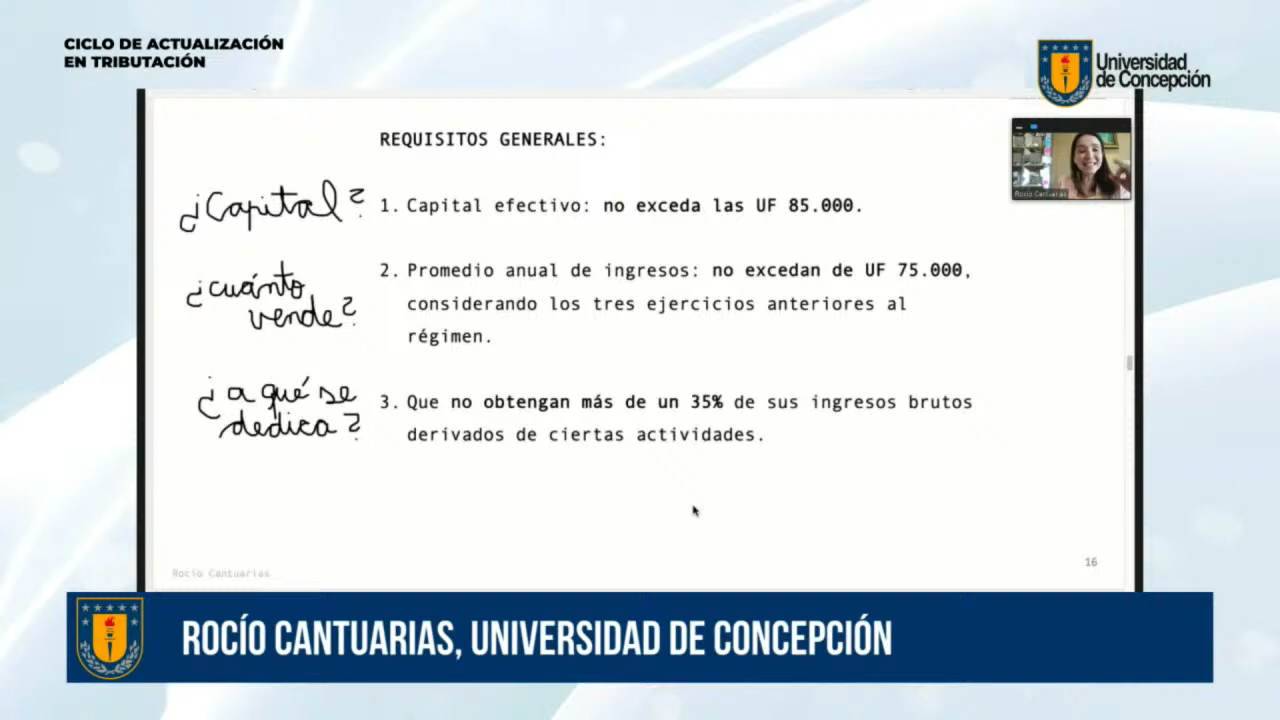 CICLO DE ACTUALIZACIÓN
EN TRIBUTACIÓN
Universidad
de Concepción
REQUISITOS GENERALES:
¿Capital?
1. Capital efectivo: no exceda las UF 85.000.
¿cuánto
vende?
2. Promedio anual de ingresos: no excedan de UF 75.000,
considerando los tres ejercicios anteriores al
régimen.
¿a qué se
dedica?
3. Que no obtengan más de un 35% de sus ingresos brutos
derivados de ciertas actividades.
Rocío Cantuarias
Rocío Cantuarias
16
ROCÍO CANTUARIAS, UNIVERSIDAD DE CONCEPCIÓN